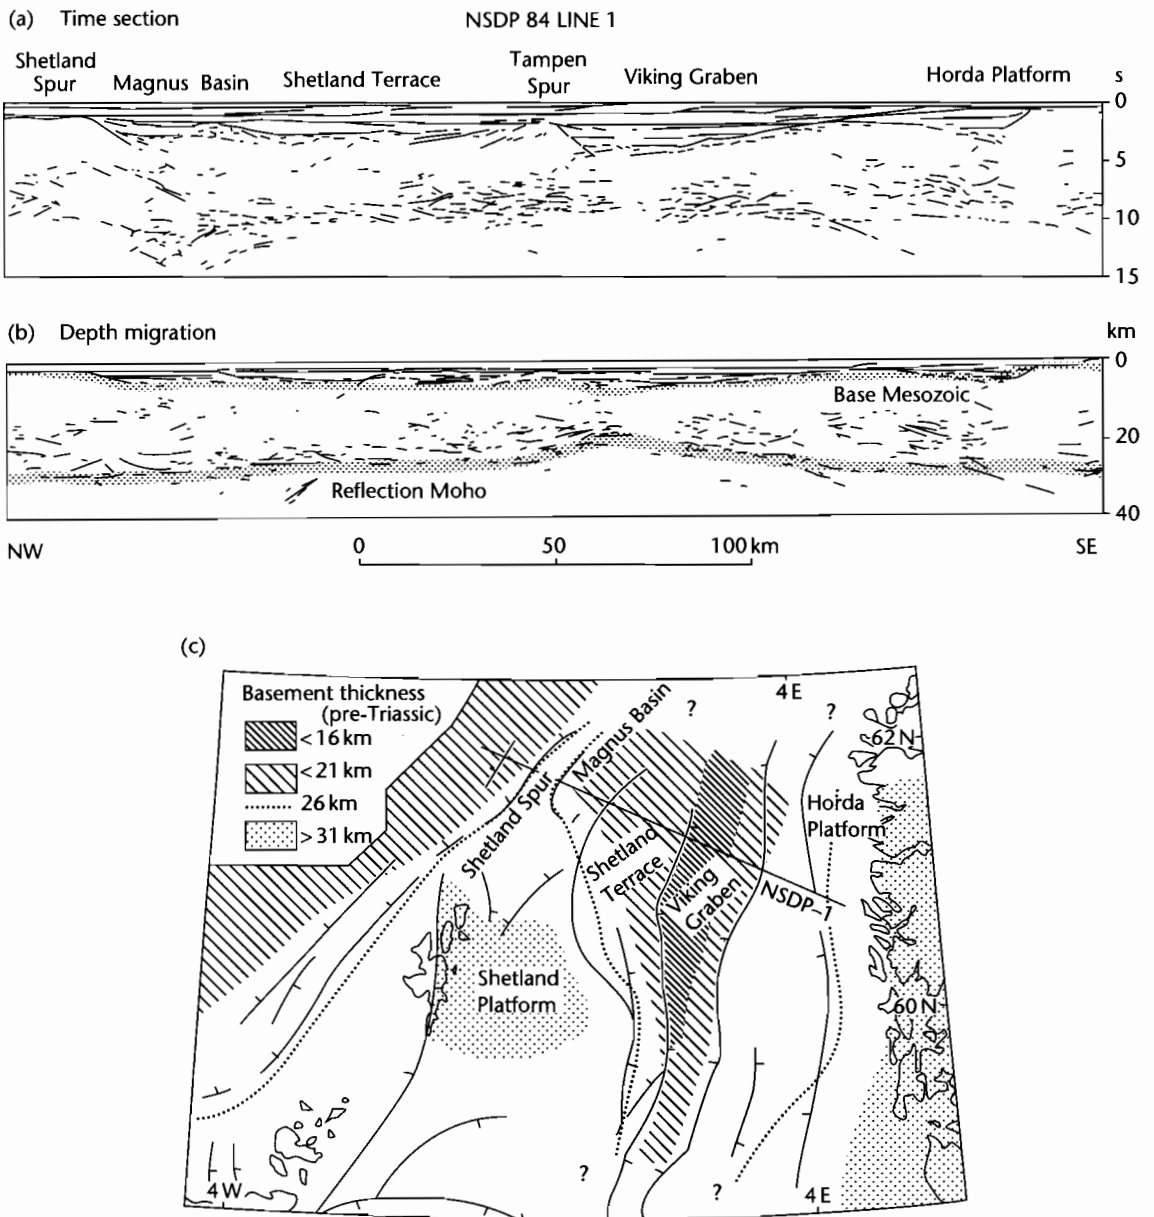 (a) Time section NSDP 84 LINE 1
Shetland Spur
Magnus Basin
Shetland Terrace
Tampen Spur
Viking Graben
Horda Platform
s
0
5
10
15
(b) Depth migration
km
0
Base Mesozoic
20
Reflection Moho
40
NW
0 50 100 km
SE
(c)
Basement thickness
(pre-Triassic)
< 16 km
< 21 km
26 km
> 31 km
Magnus Basin
?
4 E
?
62 N
Shetland Spur
Horda
Platform
Shetland
Terrace
Viking
Graben
NSDP–1
Shetland
Platform
60 N
?
?
4 W
4 E